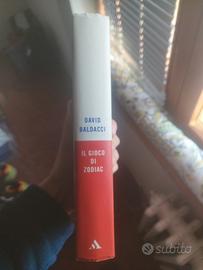 DAVID
BALDACCI
IL GIOCO
DI
ZODIAC
subito